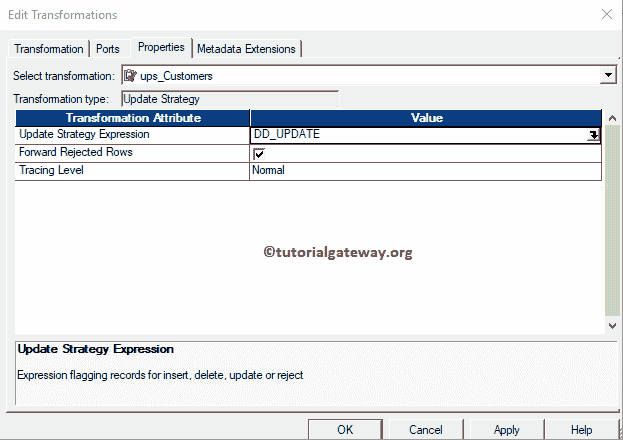 Edit Transformations
Transformation Ports Properties Metadata Extensions
Select transformation: ups_Customers
Transformation type: Update Strategy
Transformation Attribute Value
Update Strategy Expression DD_UPDATE
Forward Rejected Rows
Tracing Level Normal
©tutorialgateway.org
Update Strategy Expression
Expression flagging records for insert, delete, update or reject
OK Cancel Apply Help